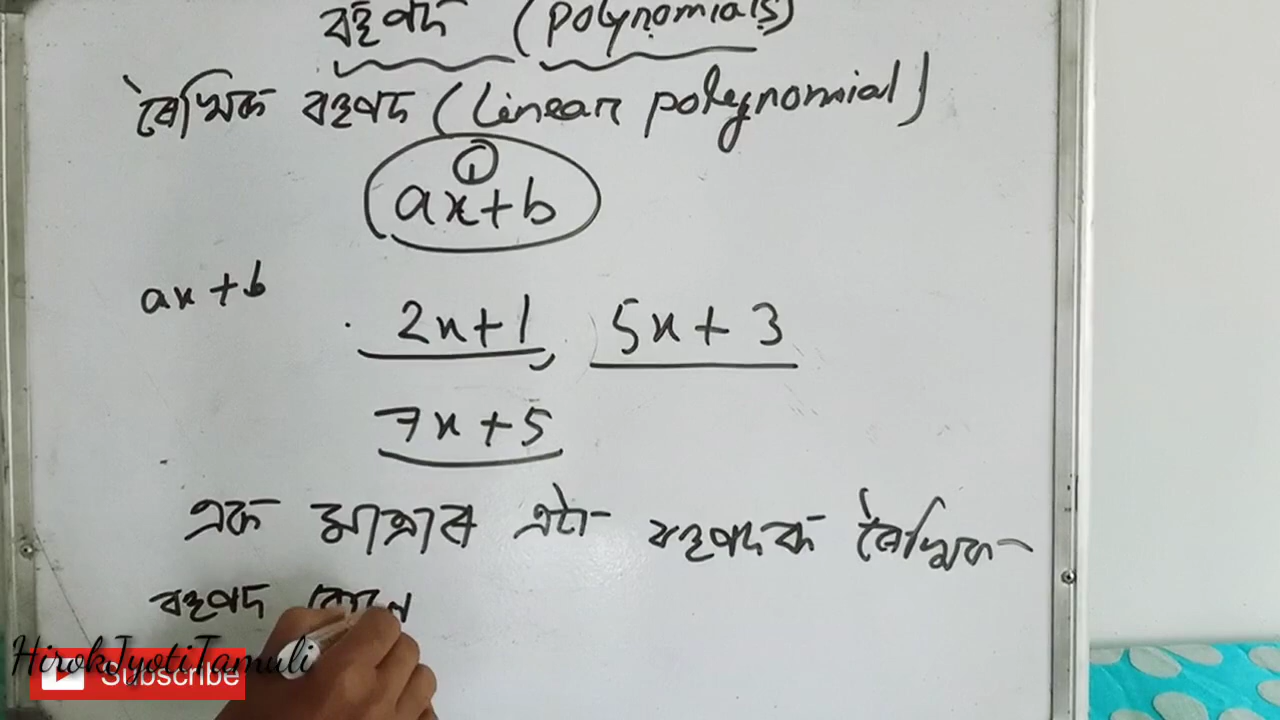 বহুপদ (polynomials)
ৰৈখিক বহুপদ (Linear polynomial)
1
ax+b
ax+b
2x+1, 5x+3
7x+5
এক মাত্ৰাৰ এটা বহুপদক ৰৈখিক
বহুপদ বোলে
HirokJyotiTamuli
Subscribe